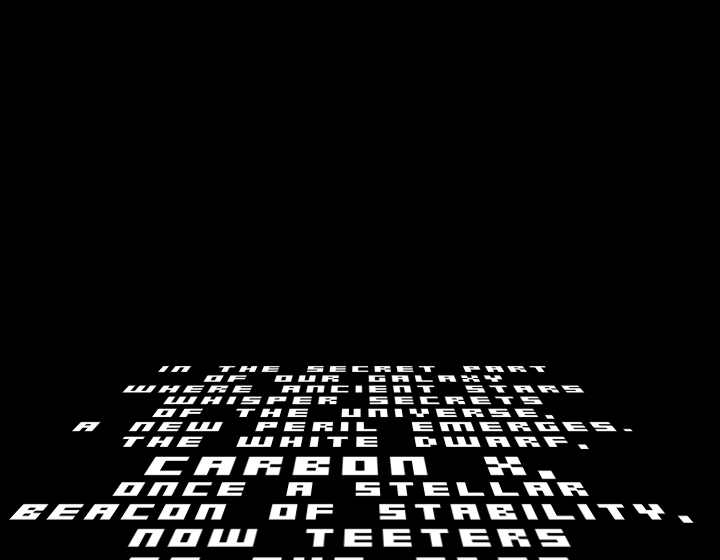 IN THE SECRET PART
OF OUR GALAXY
WHERE ANCIENT STARS
WHISPER SECRETS
OF THE UNIVERSE,
A NEW PERIL EMERGES.
THE WHITE DWARF,
CARBON X,
ONCE A STELLAR
BEACON OF STABILITY,
NOW TEETERS